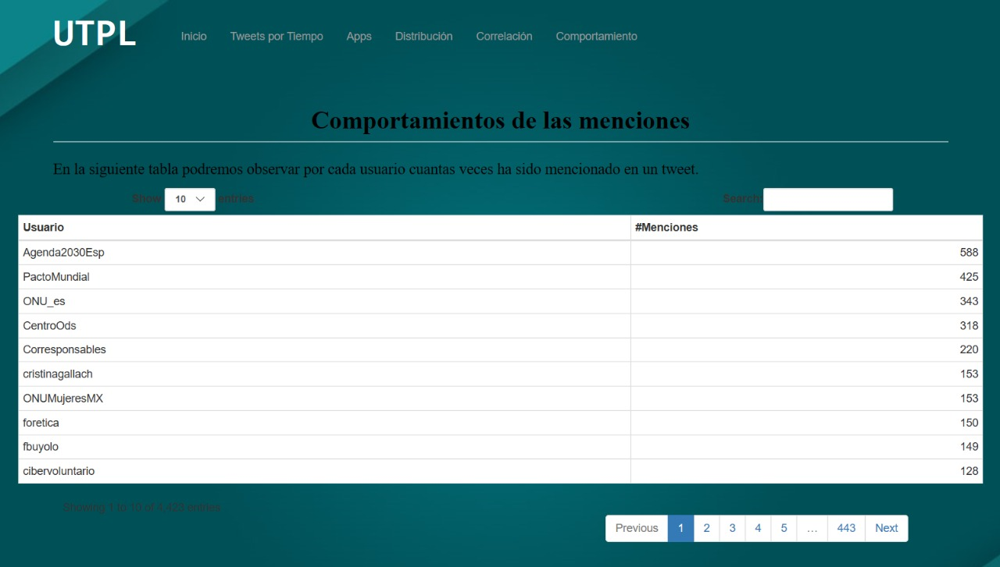 UTPL
Inicio Tweets por Tiempo Apps Distribución Correlación Comportamiento
Comportamientos de las menciones
En la siguiente tabla podremos observar por cada usuario cuantas veces ha sido mencionado en un tweet.
Show 10 entries Search:
Usuario #Menciones
Agenda2030Esp 588
PactoMundial 425
ONU_es 343
CentroOds 318
Corresponsables 220
cristinagallach 153
ONUMujeresMX 153
foretica 150
fbuyolo 149
cibervoluntario 128
Showing 1 to 10 of 4,423 entries
Previous 1 2 3 4 5 … 443 Next